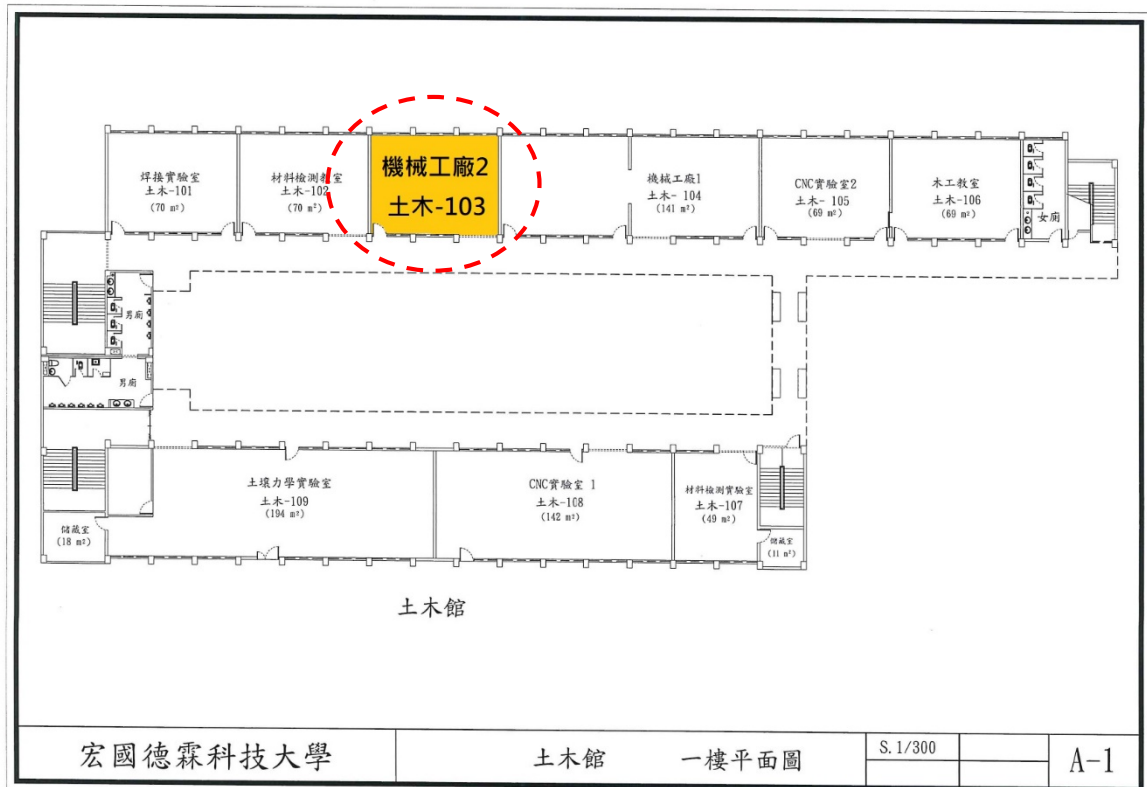 焊接實驗室
土木-101
(70 m²)
材料檢測教室
土木-102
(70 m²)
機械工廠2
土木-103
機械工廠1
土木- 104
(141 m²)
CNC實驗室2
土木- 105
(69 m²)
木工教室
土木-106
(69 m²)
女廁
男廁
男廁
土壤力學實驗室
土木-109
(194 m²)
CNC實驗室 1
土木-108
(142 m²)
材料檢測實驗室
土木-107
(49 m²)
儲藏室
(18 m²)
儲藏室
(11 m²)
土木館
宏國德霖科技大學
土木館 一樓平面圖
S.1/300
A-1